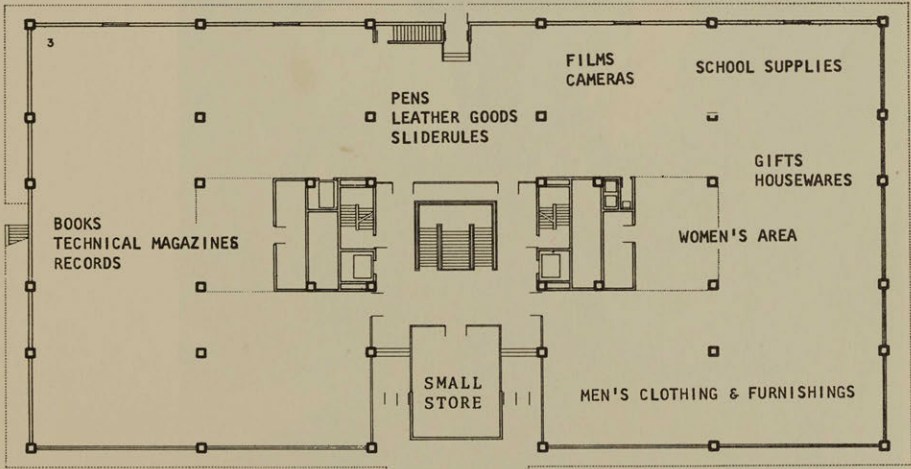 3
FILMS
CAMERAS
SCHOOL SUPPLIES
PENS
LEATHER GOODS
SLIDERULES
GIFTS
HOUSEWARES
BOOKS
TECHNICAL MAGAZINES
RECORDS
WOMEN'S AREA
SMALL
STORE
MEN'S CLOTHING & FURNISHINGS